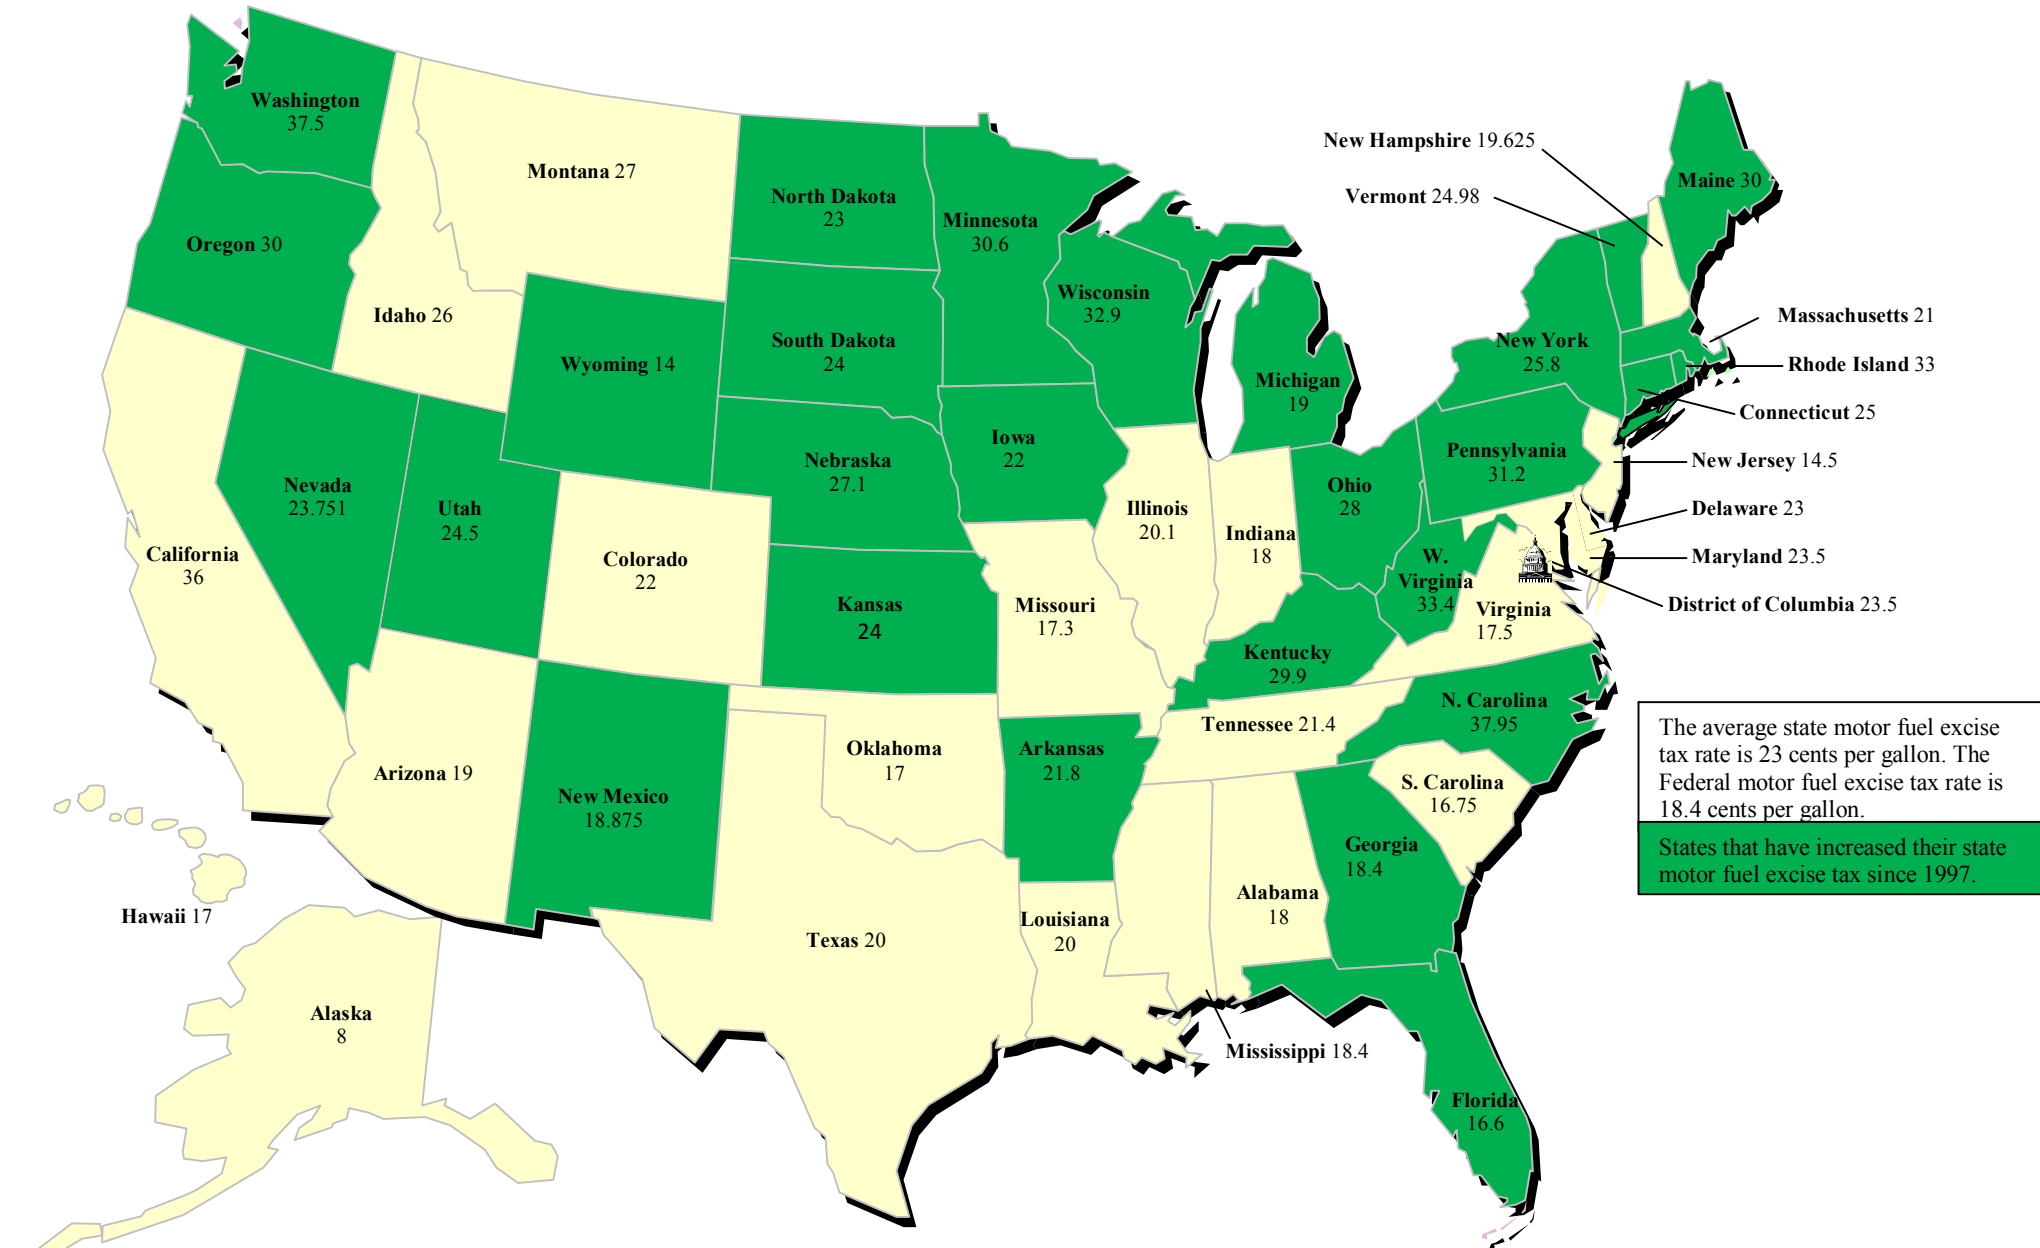 Washington
37.5
Montana 27
North Dakota
23
Minnesota
30.6
New Hampshire 19.625
Vermont 24.98
Maine 30
Oregon 30
Idaho 26
Wyoming 14
South Dakota
24
Wisconsin
32.9
Michigan
19
New York
25.8
Massachusetts 21
Rhode Island 33
Connecticut 25
Nevada
23.751
Utah
24.5
Nebraska
27.1
Iowa
22
Ohio
28
Pennsylvania
31.2
New Jersey 14.5
Delaware 23
Maryland 23.5
District of Columbia 23.5
California
36
Colorado
22
Kansas
24
Missouri
17.3
Illinois
20.1
Indiana
18
W.
Virginia
33.4
Virginia
17.5
Kentucky
29.9
Tennessee 21.4
N. Carolina
37.95
Arizona 19
New Mexico
18.875
Oklahoma
17
Arkansas
21.8
S. Carolina
16.75
The average state motor fuel excise
tax rate is 23 cents per gallon. The
Federal motor fuel excise tax rate is
18.4 cents per gallon.
States that have increased their state
motor fuel excise tax since 1997.
Hawaii 17
Alaska
8
Texas 20
Louisiana
20
Alabama
18
Georgia
18.4
Mississippi 18.4
Florida
16.6